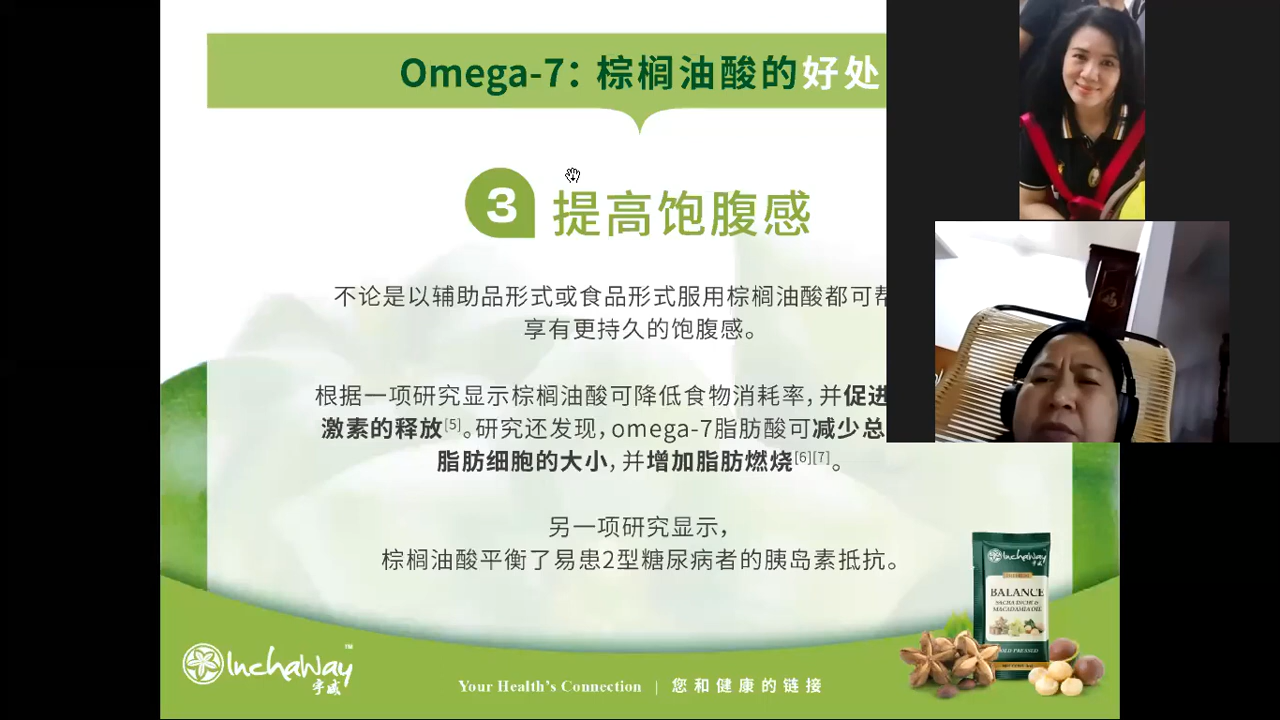 Omega-7：棕榈油酸的好处
3 提高饱腹感
不论是以辅助品形式或食品形式服用棕榈油酸都可帮
享有更持久的饱腹感。
根据一项研究显示棕榈油酸可降低食物消耗率，并促进
激素的释放[5]。研究还发现，omega-7脂肪酸可减少总
脂肪细胞的大小，并增加脂肪燃烧[6][7]。
另一项研究显示，
棕榈油酸平衡了易患2型糖尿病者的胰岛素抵抗。
InchaWay
BALANCE
SACHA INCHI &
MACADAMIA OIL
COLD-PRESSED
InchaWay™
宇威
Your Health's Connection | 您和健康的链接